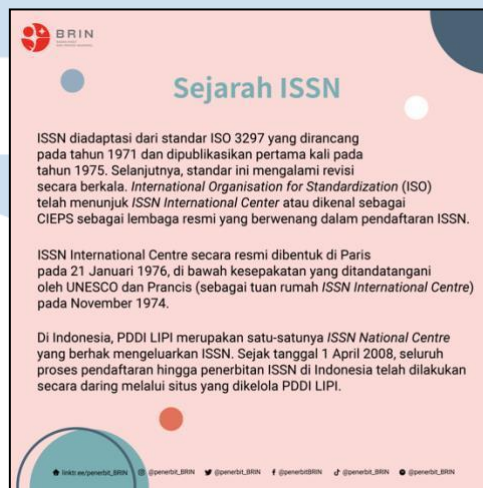 BRIN
Sejarah ISSN
ISSN diadaptasi dari standar ISO 3297 yang dirancang
pada tahun 1971 dan dipublikasikan pertama kali pada
tahun 1975. Selanjutnya, standar ini mengalami revisi
secara berkala. International Organisation for Standardization (ISO)
telah menunjuk ISSN International Center atau dikenal sebagai
CIEPS sebagai lembaga resmi yang berwenang dalam pendaftaran ISSN.
ISSN International Centre secara resmi dibentuk di Paris
pada 21 Januari 1976, di bawah kesepakatan yang ditandatangani
oleh UNESCO dan Prancis (sebagai tuan rumah ISSN International Centre)
pada November 1974.
Di Indonesia, PDDI LIPI merupakan satu-satunya ISSN National Centre
yang berhak mengeluarkan ISSN. Sejak tanggal 1 April 2008, seluruh
proses pendaftaran hingga penerbitan ISSN di Indonesia telah dilakukan
secara daring melalui situs yang dikelola PDDI LIPI.
linktr.ee/penerbit_BRIN @penerbit_BRIN @penerbit_BRIN @penerbitBRIN @penerbit_BRIN @penerbit_BRIN